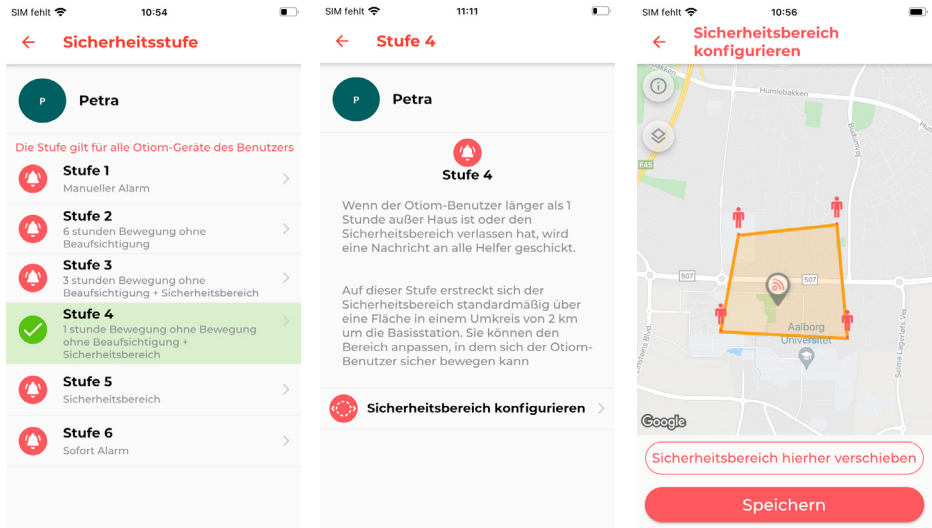 SIM fehlt
10:54
Sicherheitsstufe
P
Petra
Die Stufe gilt für alle Otiom-Geräte des Benutzers
Stufe 1
Manueller Alarm
Stufe 2
6 stunden Bewegung ohne
Beaufsichtigung
Stufe 3
3 stunden Bewegung ohne
Beaufsichtigung + Sicherheitsbereich
Stufe 4
1 stunde Bewegung ohne Bewegung
ohne Beaufsichtigung +
Sicherheitsbereich
Stufe 5
Sicherheitsbereich
Stufe 6
Sofort Alarm
SIM fehlt
11:11
Stufe 4
P
Petra
Stufe 4
Wenn der Otiom-Benutzer länger als 1
Stunde außer Haus ist oder den
Sicherheitsbereich verlassen hat, wird
eine Nachricht an alle Helfer geschickt.
Auf dieser Stufe erstreckt sich der
Sicherheitsbereich standardmäßig über
eine Fläche in einem Umkreis von 2 km
um die Basisstation. Sie können den
Bereich anpassen, in dem sich der Otiom-
Benutzer sicher bewegen kann
Sicherheitsbereich konfigurieren
SIM fehlt
10:56
Sicherheitsbereich
konfigurieren
Humlebakken
Budumvej
E45
507
507
Aalborg
Universitet
Selma Lagerløfs Vej
Google
Sicherheitsbereich hierher verschieben
Speichern